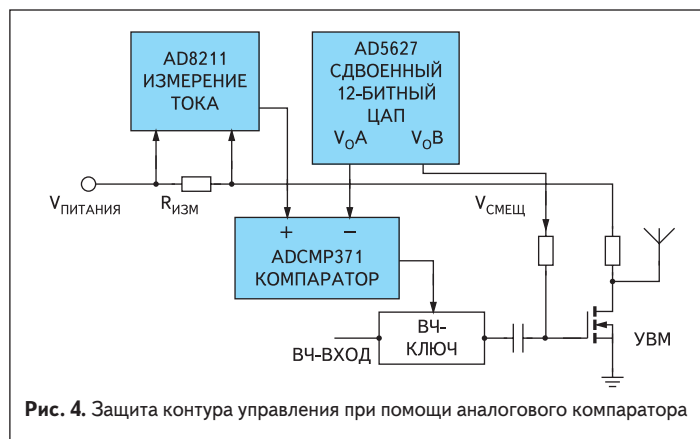 AD8211
ИЗМЕРЕНИЕ
ТОКА
AD5627
СДВОЕННЫЙ
12-БИТНЫЙ
ЦАП
VOA VOB
VПИТАНИЯ
RИЗМ
VСМЕЩ
+ −
ADCMP371
КОМПАРАТОР
ВЧ-ВХОД
ВЧ-
КЛЮЧ
УВМ
Рис. 4. Защита контура управления при помощи аналогового компаратора